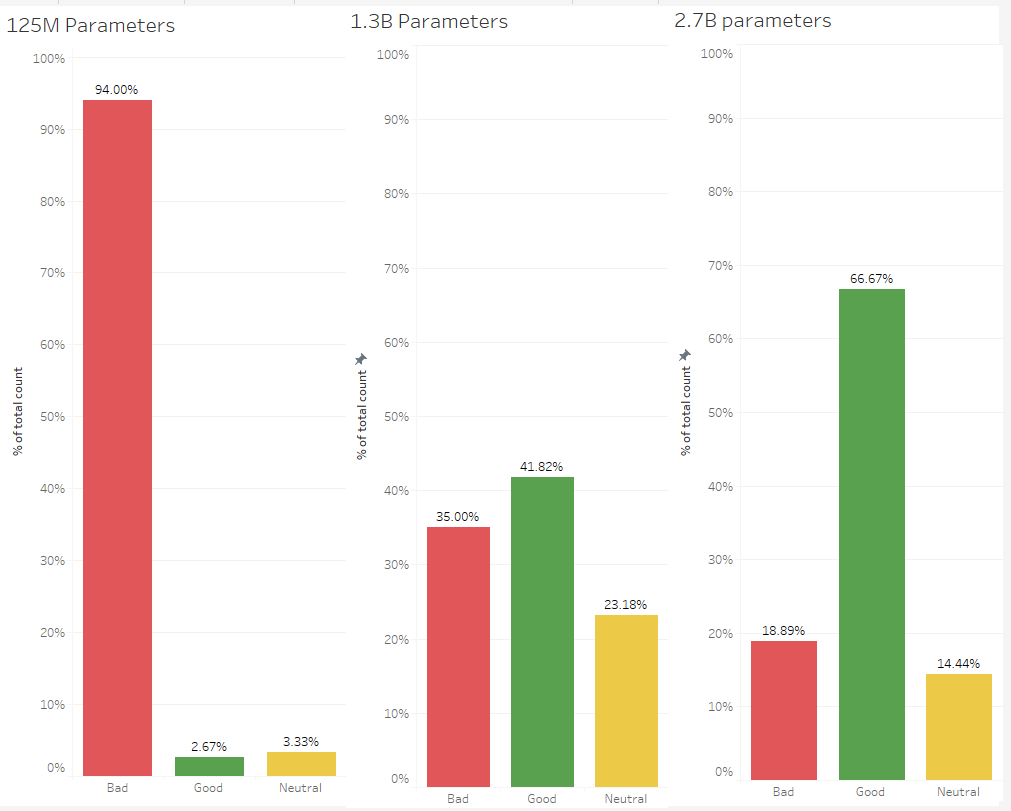 125M Parameters
100%
90%
80%
70%
60%
50%
40%
30%
20%
10%
0%
% of total count
94.00%
2.67%
3.33%
Bad
Good
Neutral
1.3B Parameters
100%
90%
80%
70%
60%
50%
40%
30%
20%
10%
0%
% of total count
35.00%
41.82%
23.18%
Bad
Good
Neutral
2.7B parameters
100%
90%
80%
70%
60%
50%
40%
30%
20%
10%
0%
% of total count
18.89%
66.67%
14.44%
Bad
Good
Neutral